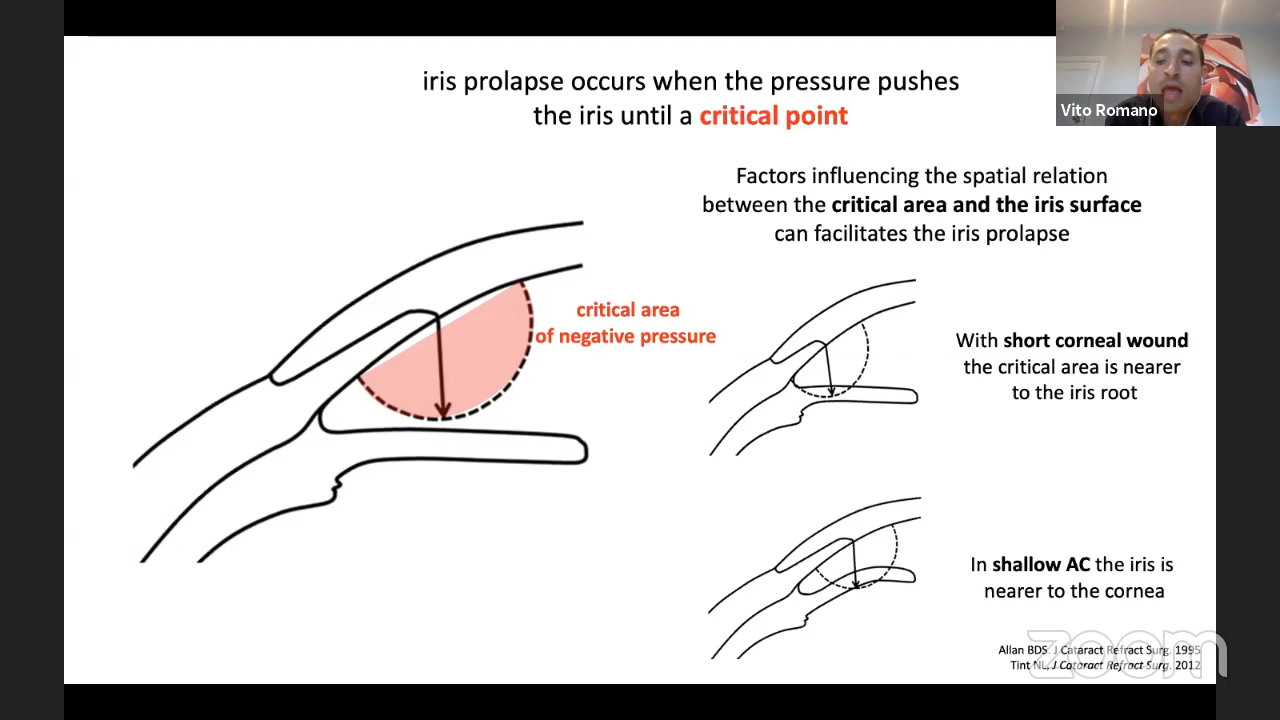 iris prolapse occurs when the pressure pushes
the iris until a critical point
Vito Romano
Factors influencing the spatial relation
between the critical area and the iris surface
can facilitates the iris prolapse
critical area
of negative pressure
With short corneal wound
the critical area is nearer
to the iris root
In shallow AC the iris is
nearer to the cornea
Allan BDS. J Cataract Refract Surg. 1995
Tint NL, J Cataract Refract Surg. 2012
zoom